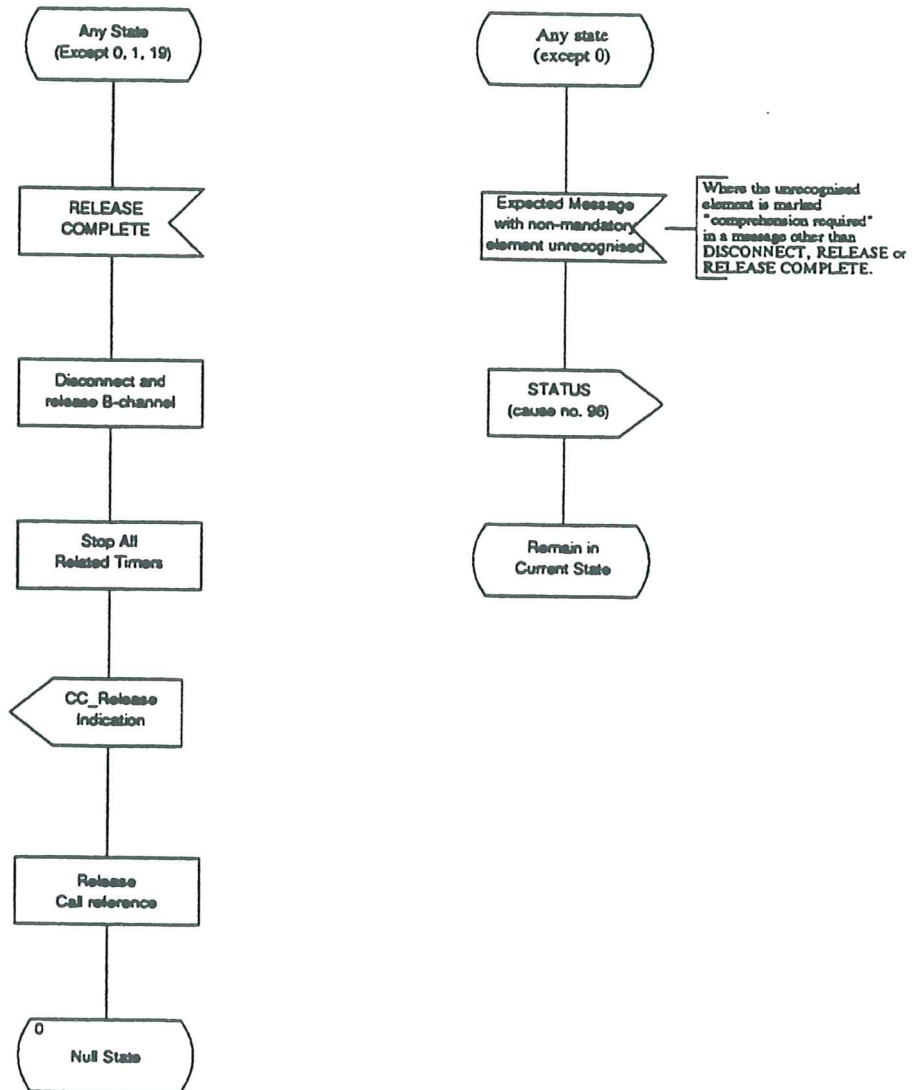 Any State
(Except 0, 1, 19)
RELEASE
COMPLETE
Disconnect and
release B-channel
Stop All
Related Timers
CC_Release
Indication
Release
Call reference
0
Null State
Any state
(except 0)
Expected Message
with non-mandatory
element unrecognised
Where the unrecognised
element is marked
"comprehension required"
in a message other than
DISCONNECT, RELEASE or
RELEASE COMPLETE.
STATUS
(cause no. 96)
Remain in
Current State